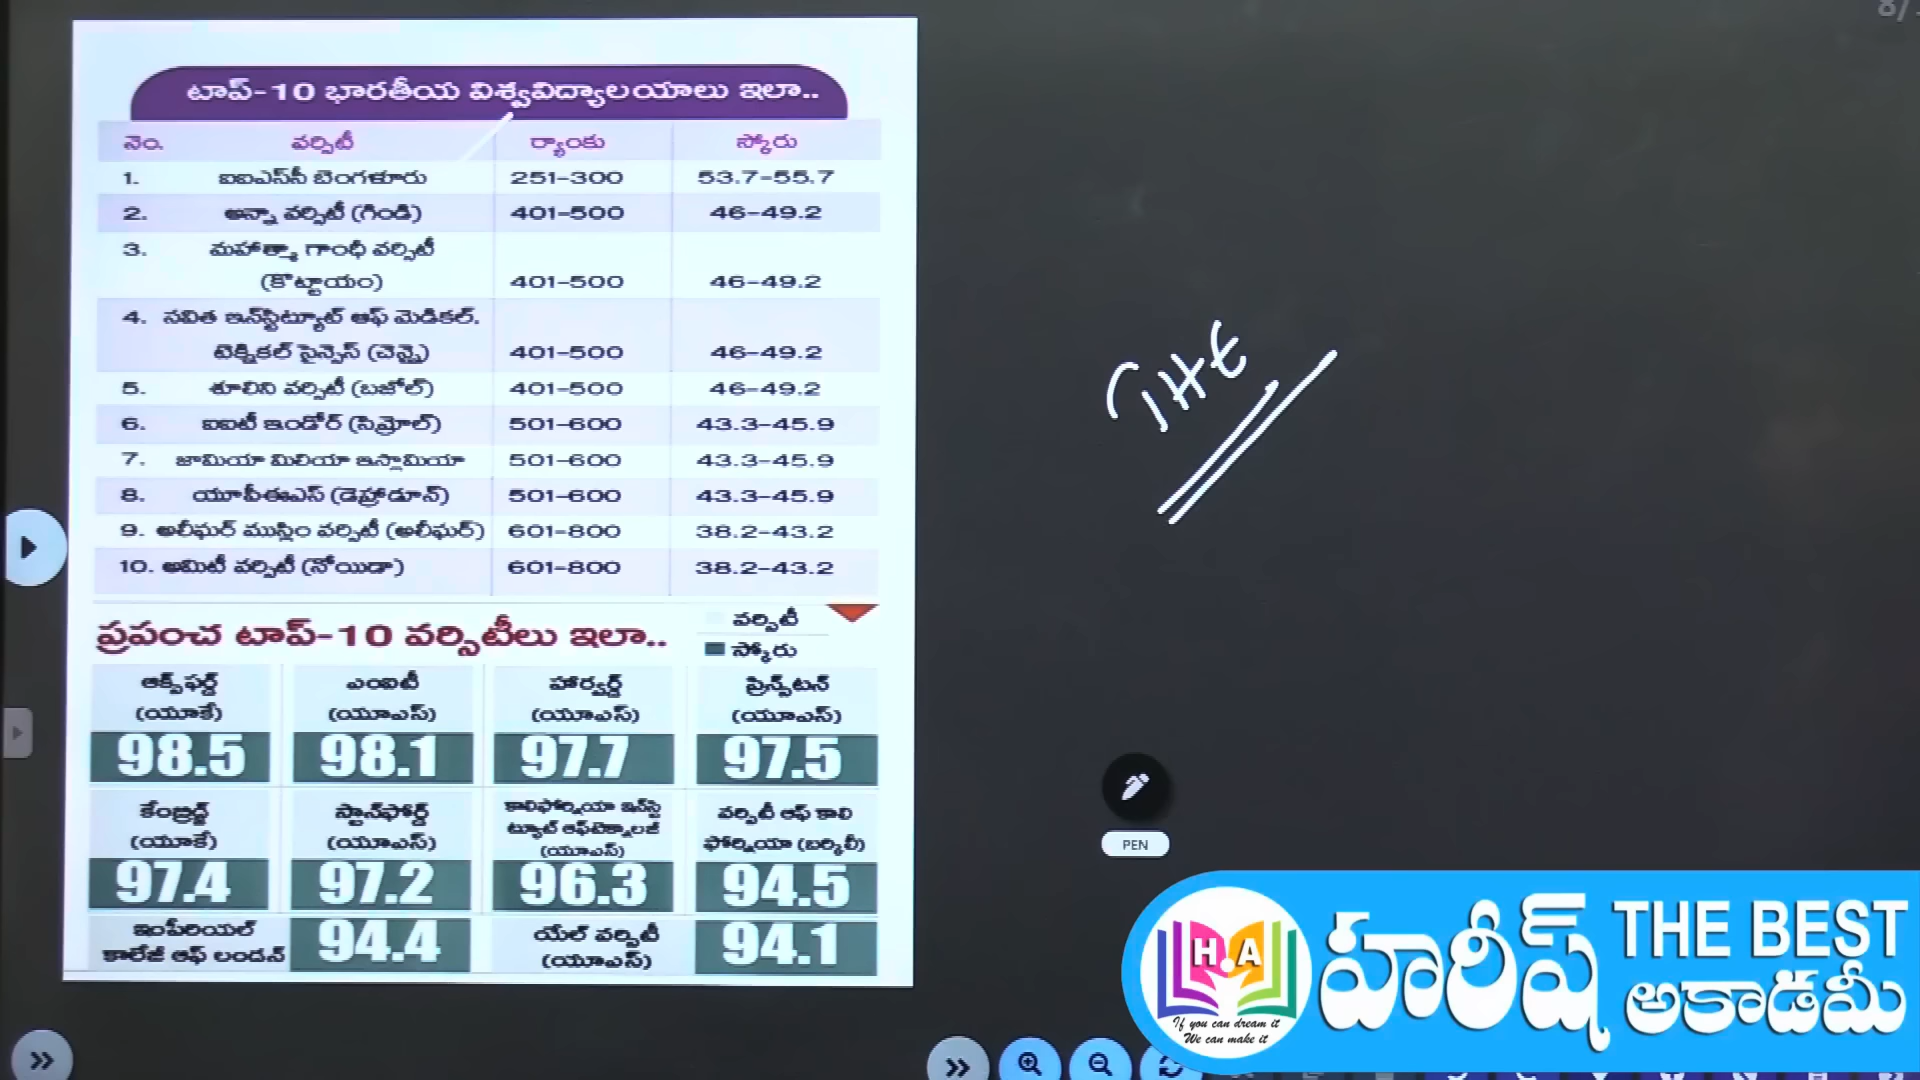 టాప్-10 భారతీయ విశ్వవిద్యాలయాలు ఇలా..
నెం. వర్సిటీ ర్యాంకు స్కోరు
1. ఐఐఎస్‌సీ బెంగళూరు 251-300 53.7-55.7
2. అన్నా వర్సిటీ (గిండి) 401-500 46-49.2
3. మహాత్మా గాంధీ వర్సిటీ
(కొట్టాయం) 401-500 46-49.2
4. సవిత ఇన్‌స్టిట్యూట్ ఆఫ్ మెడికల్.
టెక్నికల్ సైన్సెస్ (చెన్నై) 401-500 46-49.2
5. శూలిని వర్సిటీ (బజోల్) 401-500 46-49.2
6. ఐఐటీ ఇండోర్ (సిమ్రోల్) 501-600 43.3-45.9
7. జామియా మిలియా ఇస్లామియా 501-600 43.3-45.9
8. యూపీఈఎస్ (డెహ్రాడూన్) 501-600 43.3-45.9
9. అలీఘర్ ముస్లిం వర్సిటీ (అలీఘర్) 601-800 38.2-43.2
10. అమిటీ వర్సిటీ (నోయిడా) 601-800 38.2-43.2
ప్రపంచ టాప్-10 వర్సిటీలు ఇలా..
వర్సిటీ
స్కోరు
ఆక్స్‌ఫర్డ్ (యూకే) 98.5
ఎంఐటీ (యూఎస్) 98.1
హార్వర్డ్ (యూఎస్) 97.7
ప్రిన్స్‌టన్ (యూఎస్) 97.5
కేంబ్రిడ్జ్ (యూకే) 97.4
స్టాన్‌ఫోర్డ్ (యూఎస్) 97.2
కాలిఫోర్నియా ఇన్‌స్టి
ట్యూట్ ఆఫ్‌టెక్నాలజీ
(యూఎస్) 96.3
వర్సిటీ ఆఫ్ కాలి
ఫోర్నియా (బర్కిలీ) 94.5
ఇంపీరియల్
కాలేజీ ఆఫ్ లండన్ 94.4
యేల్ వర్సిటీ
(యూఎస్) 94.1
THE
PEN
H.A
If you can dream it
We can make it
హరీష్ THE BEST
అకాడమీ